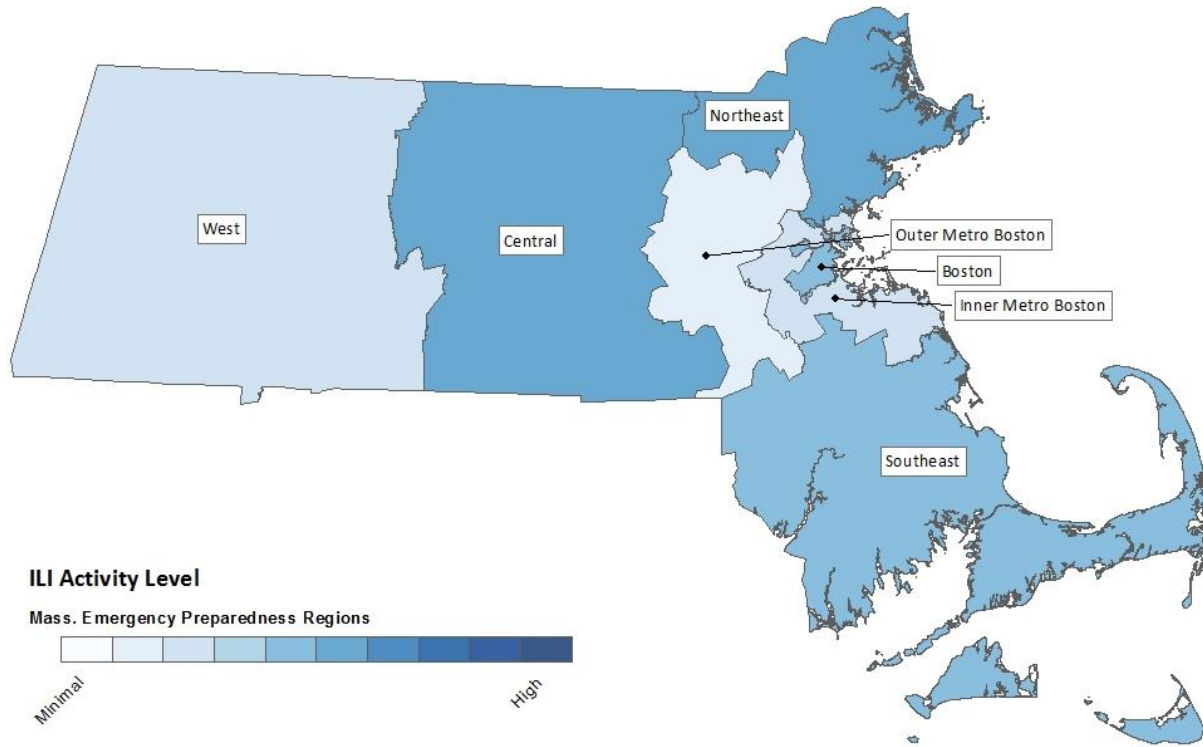 Northeast
West
Central
Outer Metro Boston
Boston
Inner Metro Boston
Southeast
ILI Activity Level
Mass. Emergency Preparedness Regions
Minimal
High